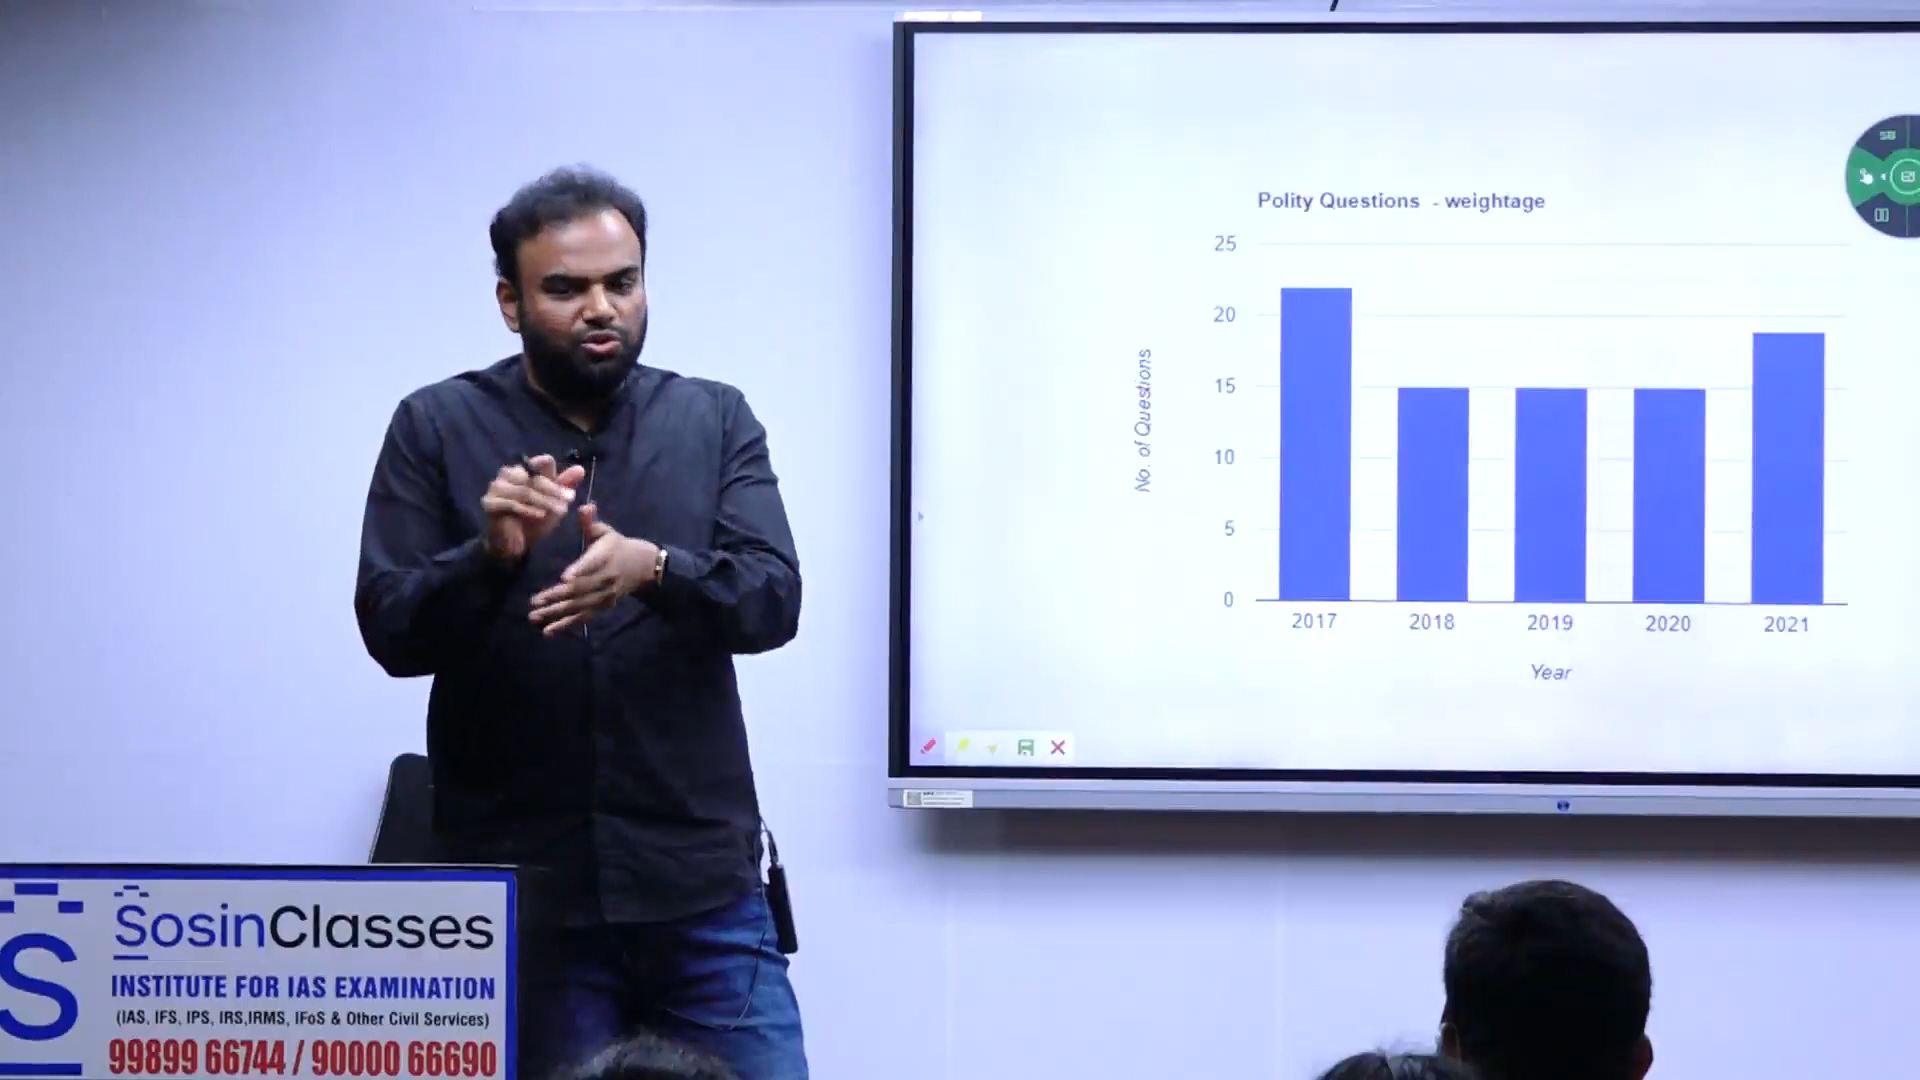 Polity Questions - weightage
25
20
15
10
5
0
No. of Questions
2017 2018 2019 2020 2021
Year
SB
S
SosinClasses
INSTITUTE FOR IAS EXAMINATION
(IAS, IFS, IPS, IRS,IRMS, IFoS & Other Civil Services)
99899 66744 / 90000 66690